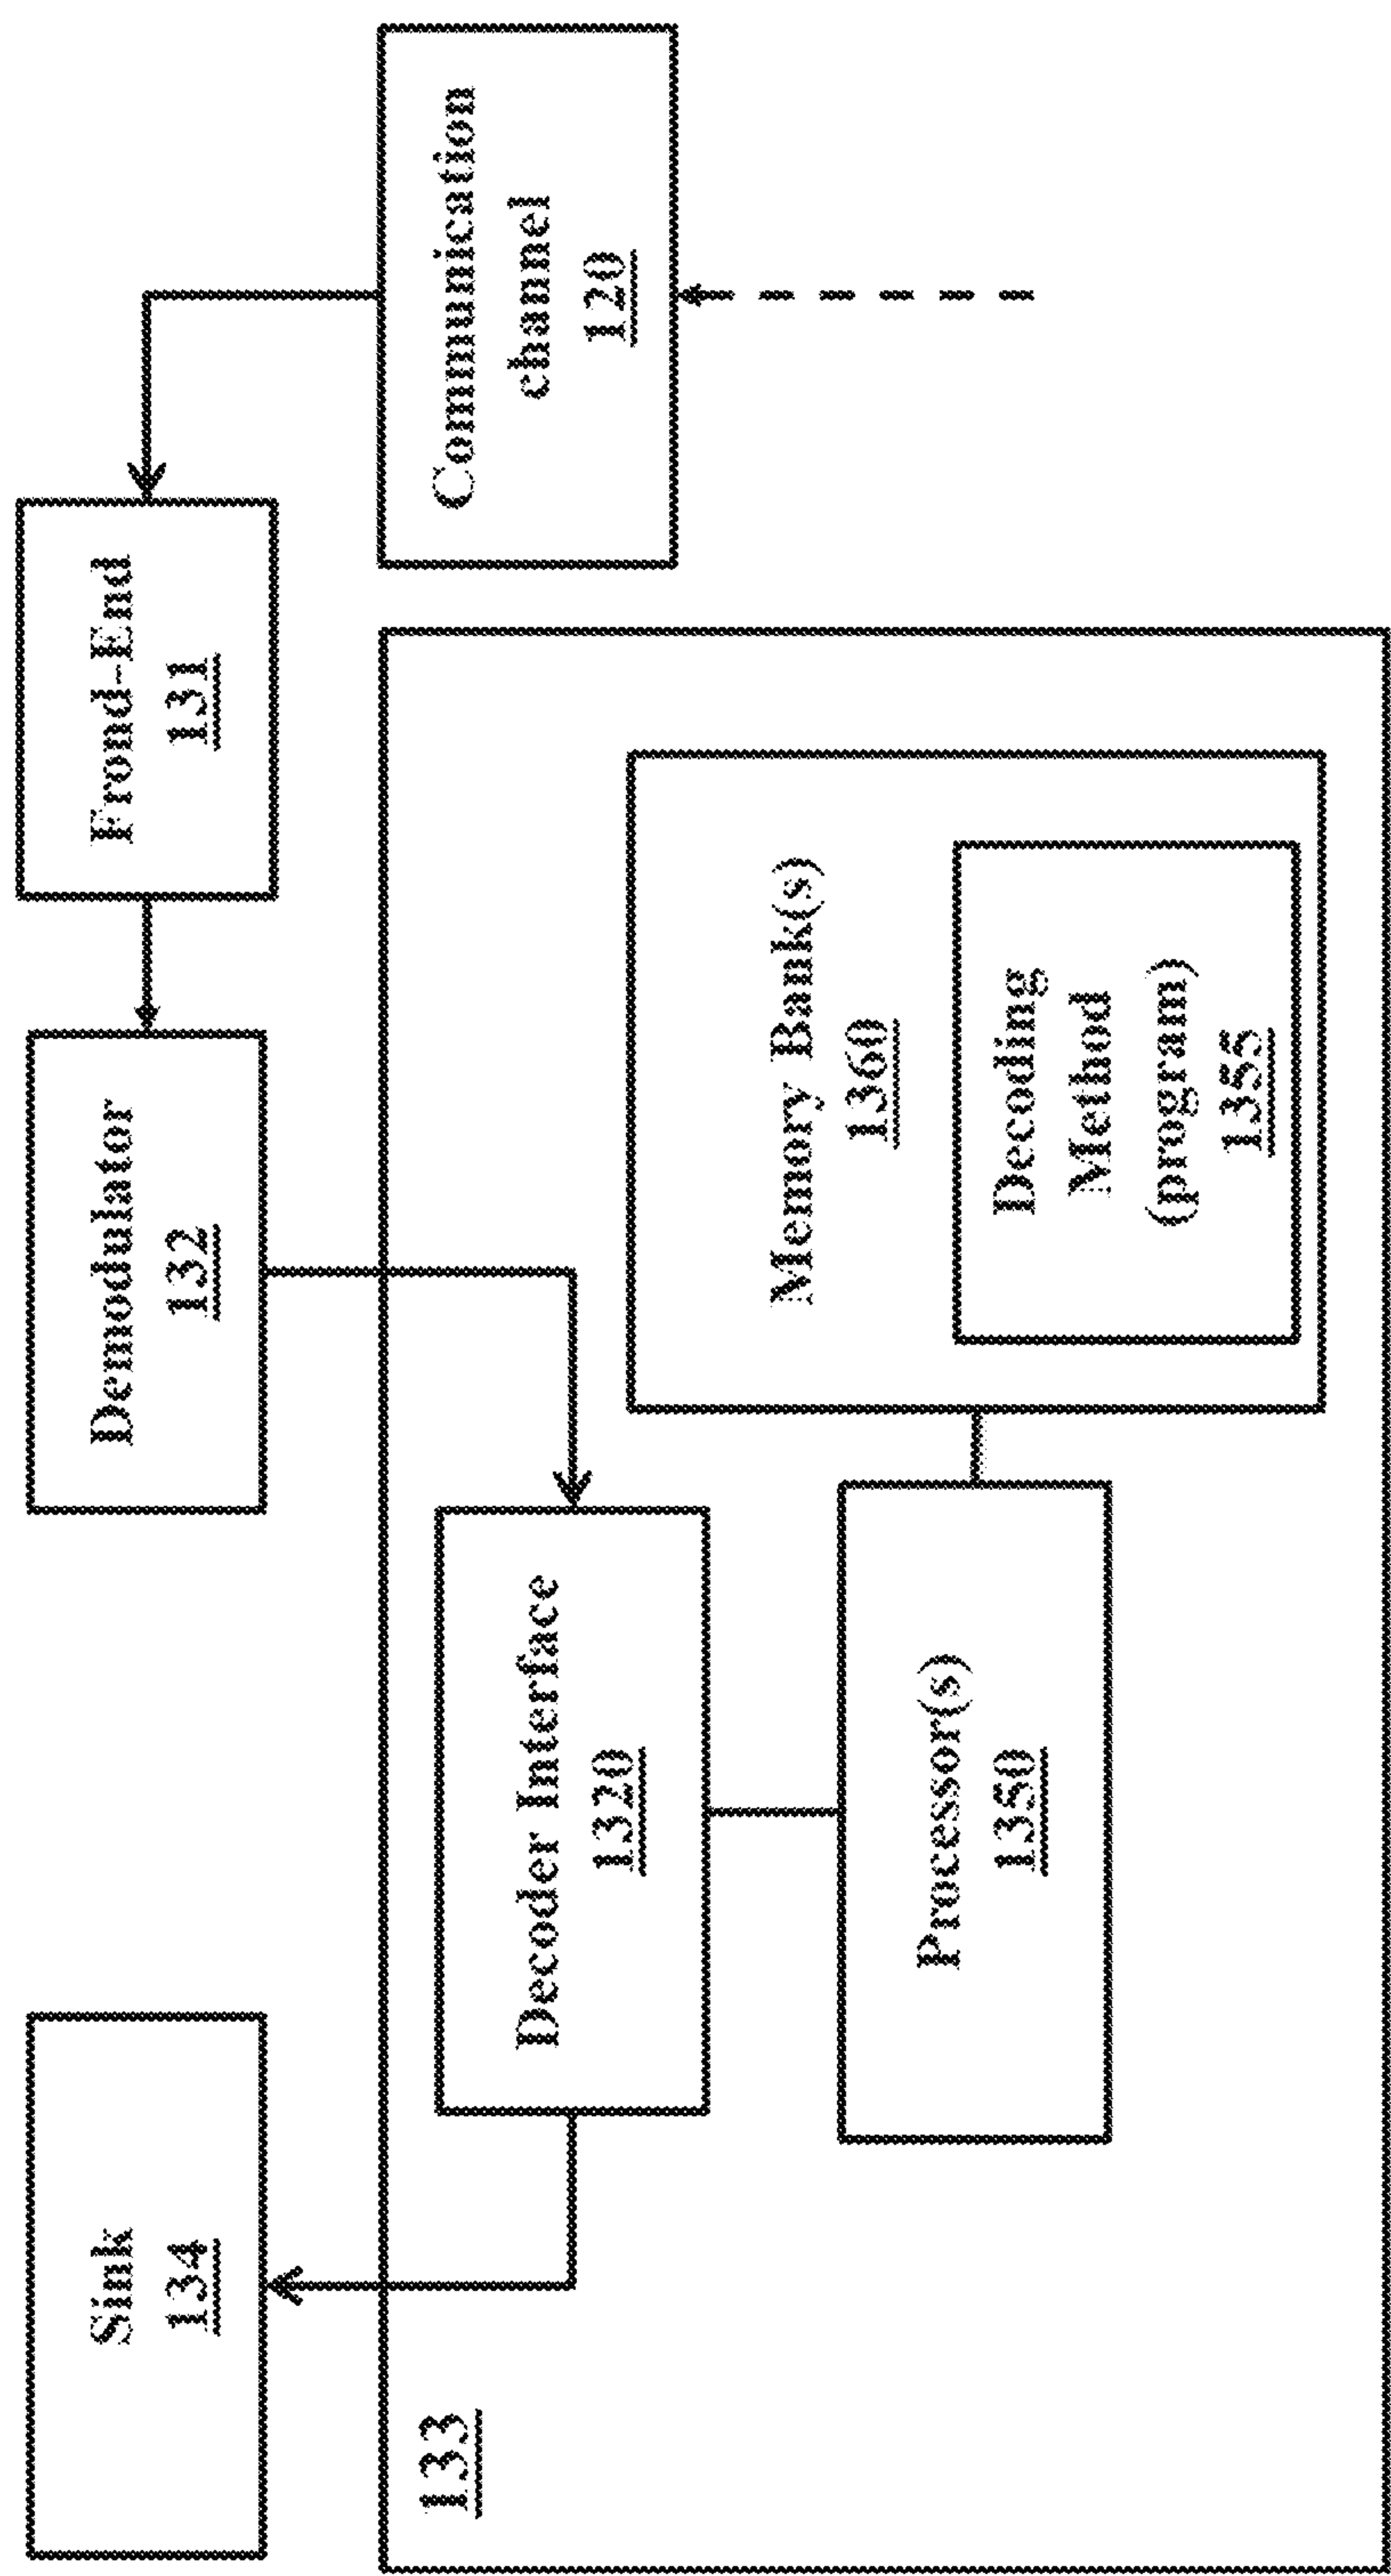 Sink
134
Demodulator
132
Frond-End
131
133
Decoder Interface
1320
Communication
channel
120
Processor(s)
1350
Memory Bank(s)
1360
Decoding
Method
(program)
1355